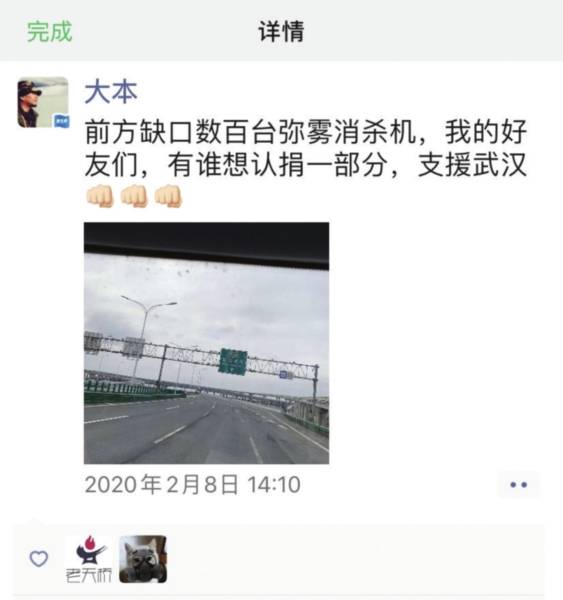 完成
详情
大本
前方缺口数百台弥雾消杀机，我的好
友们，有谁想认捐一部分，支援武汉
2020年2月8日 14:10
老天桥